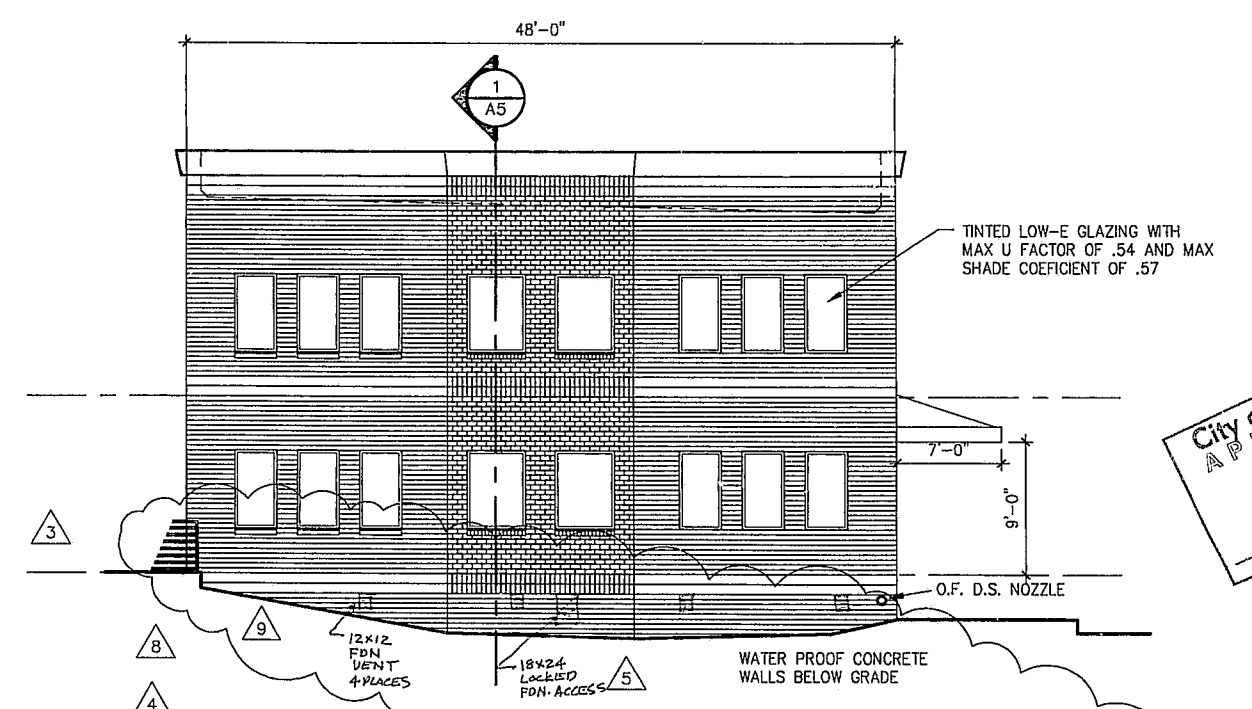 48'-0"
1
A5
TINTED LOW-E GLAZING WITH
MAX U FACTOR OF .54 AND MAX
SHADE COEFICIENT OF .57
City
7'-0"
9'-0"
3
O.F. D.S. NOZZLE
9
8
12X12
FDN
VENT
4 PLACES
18X24
LOCKED
FDN. ACCESS
5
WATER PROOF CONCRETE
WALLS BELOW GRADE
4